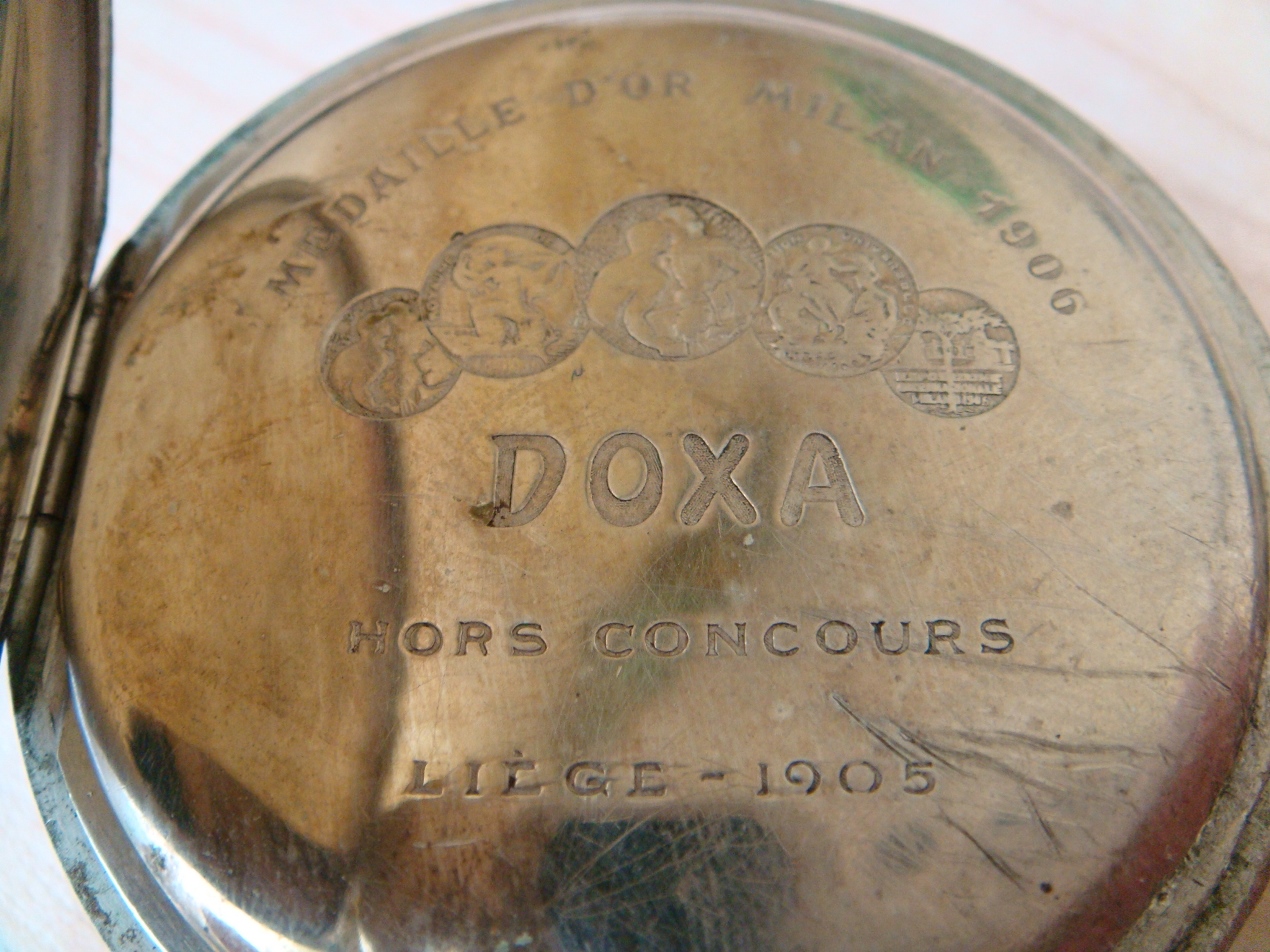 MEDAILLE D'OR MILAN 1906
DOXA
HORS CONCOURS
LIÈGE - 1905